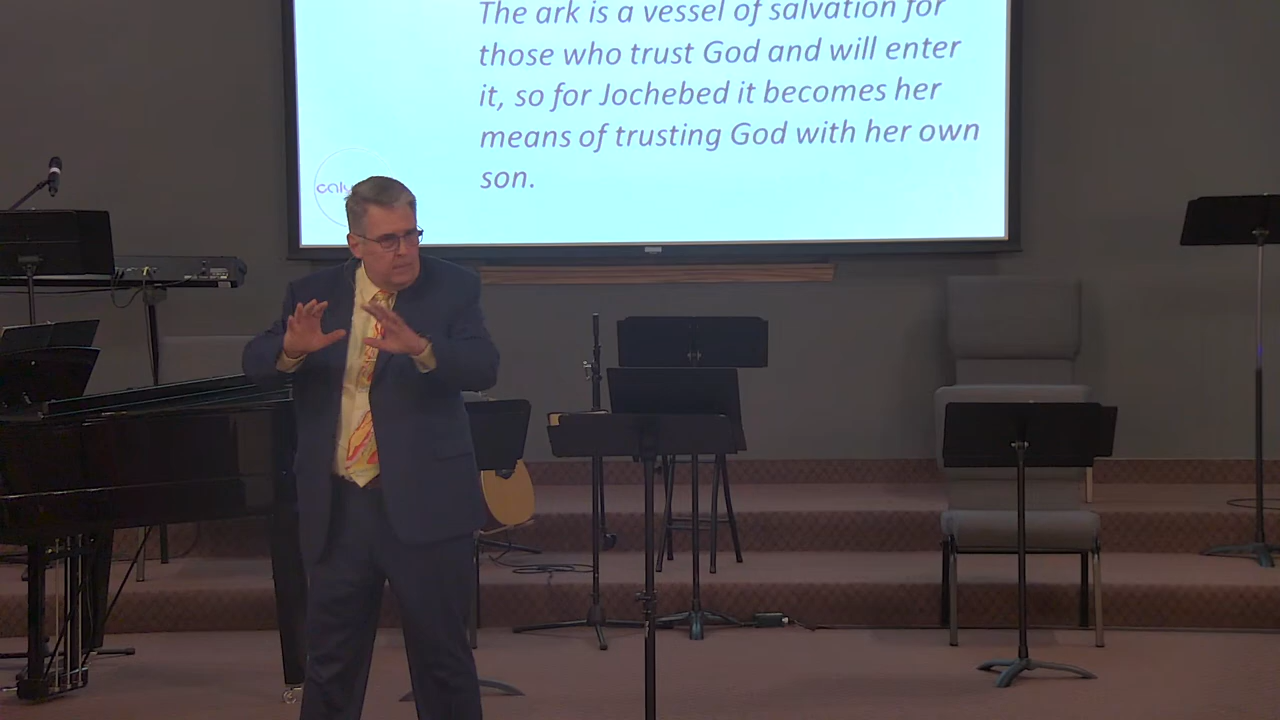 The ark is a vessel of salvation for
those who trust God and will enter
it, so for Jochebed it becomes her
means of trusting God with her own
son.